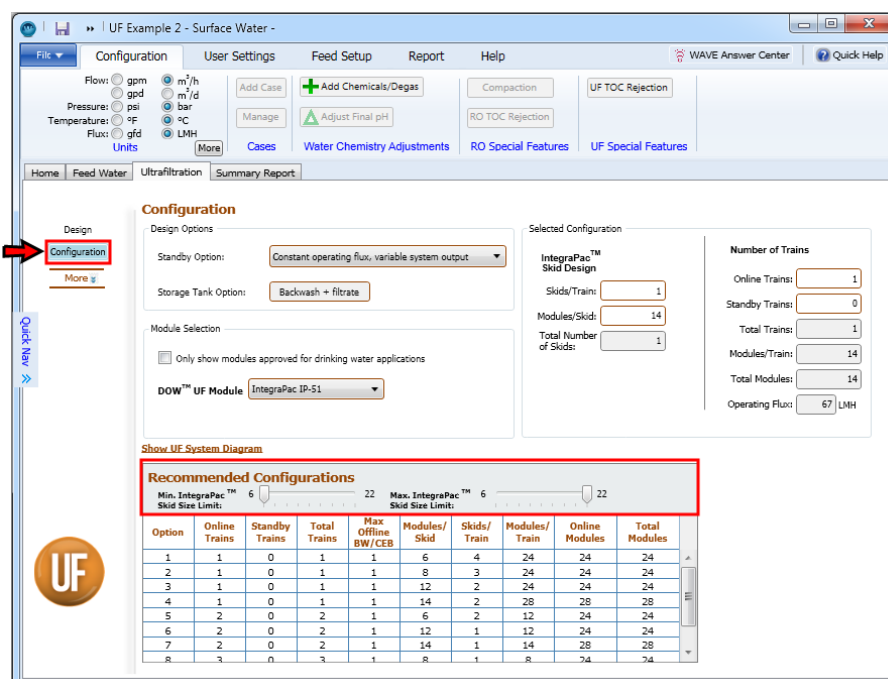 UF Example 2 - Surface Water -
File Configuration User Settings Feed Setup Report Help WAVE Answer Center Quick Help
Flow: gpm m³/h
gpd m³/d
Pressure: psi bar
Temperature: °F °C
Flux: gfd LMH
Units More
Add Case
Manage
Cases
Add Chemicals/Degas
Adjust Final pH
Water Chemistry Adjustments
Compaction
RO TOC Rejection
RO Special Features
UF TOC Rejection
UF Special Features
Home Feed Water Ultrafiltration Summary Report
Design
Configuration
More
Quick Nav
Configuration
Design Options
Standby Option: Constant operating flux, variable system output
Storage Tank Option: Backwash + filtrate
Module Selection
Only show modules approved for drinking water applications
DOW™ UF Module IntegraPac IP-51
Selected Configuration
IntegraPac™
Skid Design
Skids/Train: 1
Modules/Skid: 14
Total Number
of Skids: 1
Number of Trains
Online Trains: 1
Standby Trains: 0
Total Trains: 1
Modules/Train: 14
Total Modules: 14
Operating Flux: 67 LMH
Show UF System Diagram
Recommended Configurations
Min. IntegraPac™ 6 22 Max. IntegraPac™ 6 22
Skid Size Limit: Skid Size Limit:
Option Online Trains Standby Trains Total Trains Max Offline BW/CEB Modules/Skid Skids/Train Modules/Train Online Modules Total Modules
1 1 0 1 1 6 4 24 24 24
2 1 0 1 1 8 3 24 24 24
3 1 0 1 1 12 2 24 24 24
4 1 0 1 1 14 2 28 28 28
5 2 0 2 1 6 2 12 24 24
6 2 0 2 1 12 1 12 24 24
7 2 0 2 1 14 1 14 28 28
8 3 0 3 1 8 1 8 24 24
UF